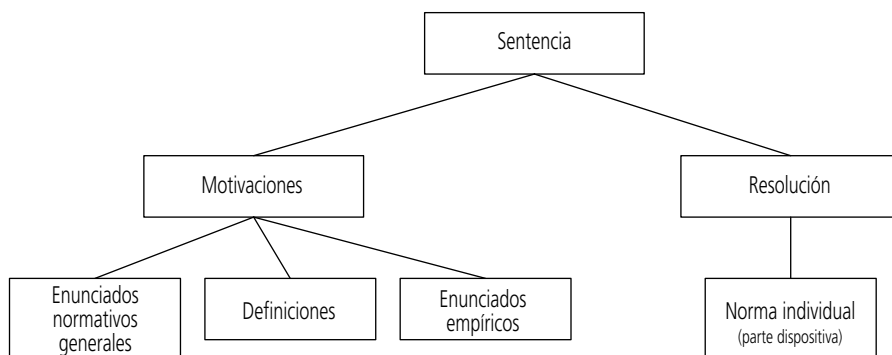 Sentencia
Motivaciones
Resolución
Enunciados
normativos
generales
Definiciones
Enunciados
empíricos
Norma individual
(parte dispositiva)